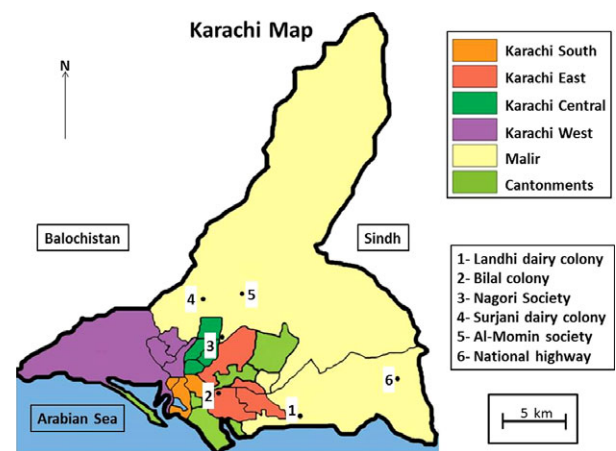 Karachi Map
N
Karachi South
Karachi East
Karachi Central
Karachi West
Malir
Cantonments
Balochistan
Sindh
1- Landhi dairy colony
2- Bilal colony
3- Nagori Society
4- Surjani dairy colony
5- Al-Momin society
6- National highway
4
5
3
2
6
1
Arabian Sea
5 km